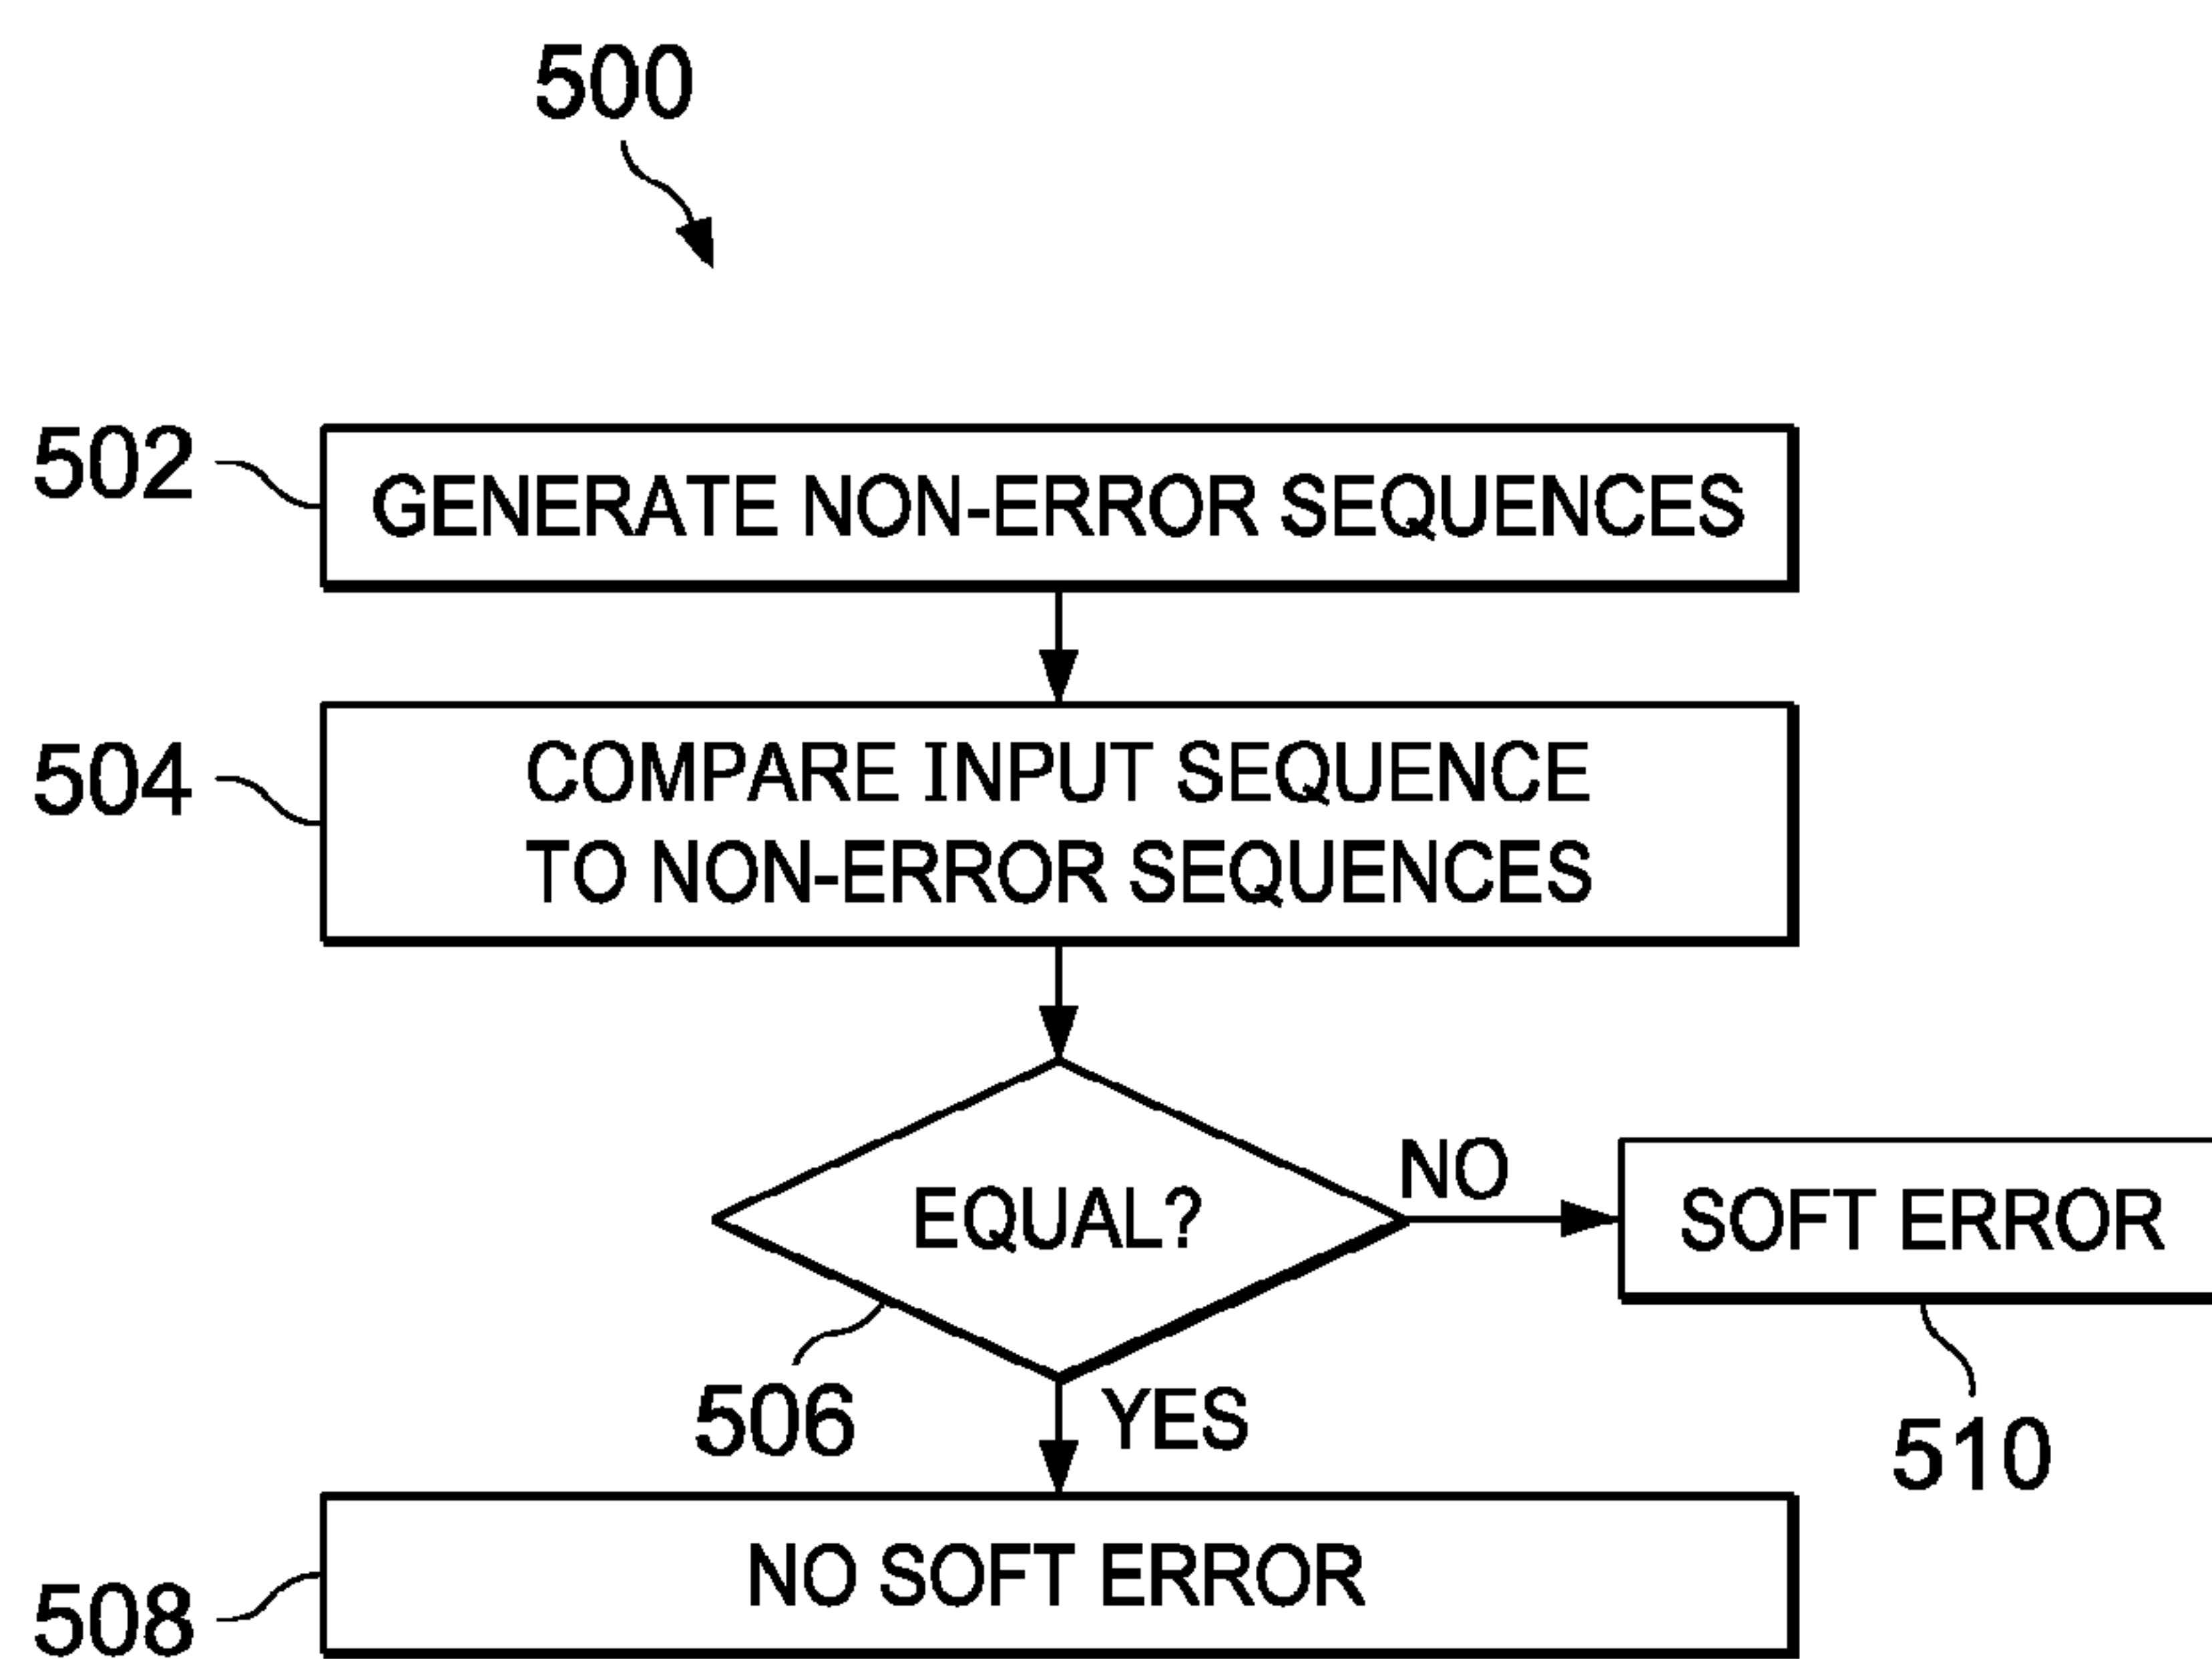 500
502
GENERATE NON-ERROR SEQUENCES
504
COMPARE INPUT SEQUENCE
TO NON-ERROR SEQUENCES
EQUAL?
NO
SOFT ERROR
506
YES
510
NO SOFT ERROR
508